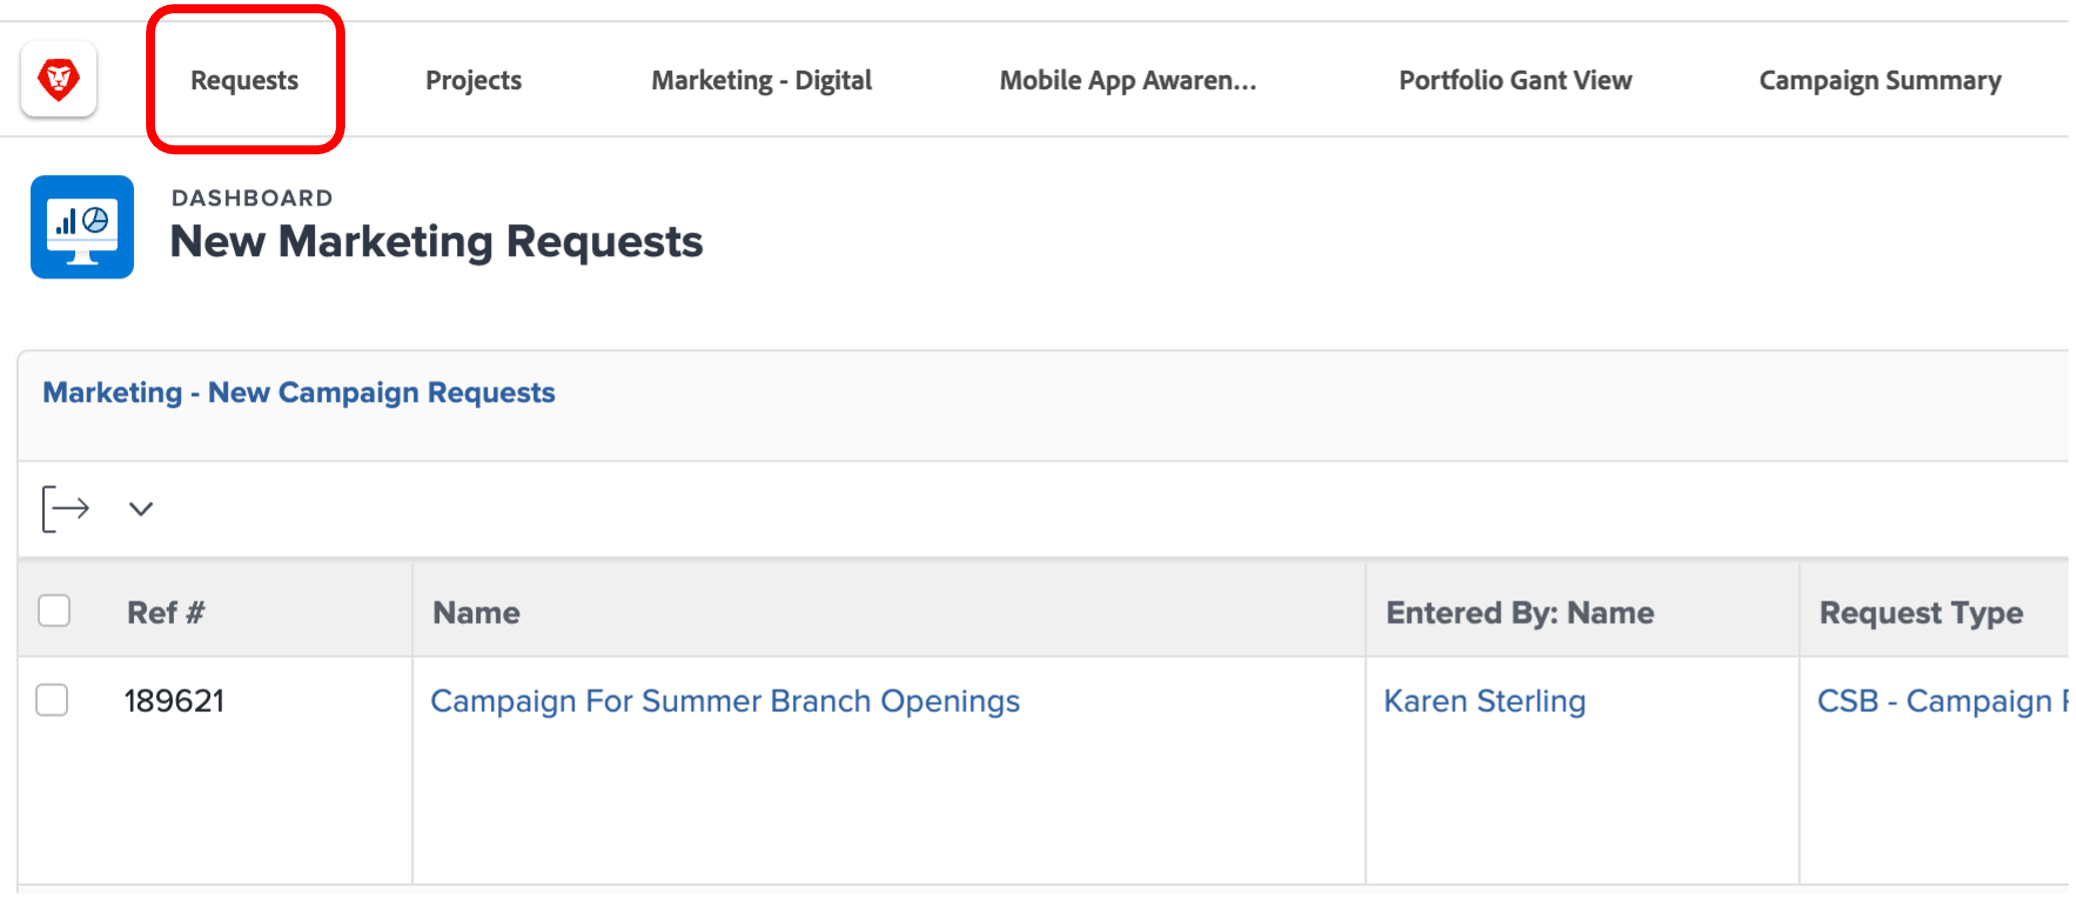 Requests Projects Marketing - Digital Mobile App Awaren... Portfolio Gant View Campaign Summary
DASHBOARD
New Marketing Requests
Marketing - New Campaign Requests
Ref # Name Entered By: Name Request Type
189621 Campaign For Summer Branch Openings Karen Sterling CSB - Campaign